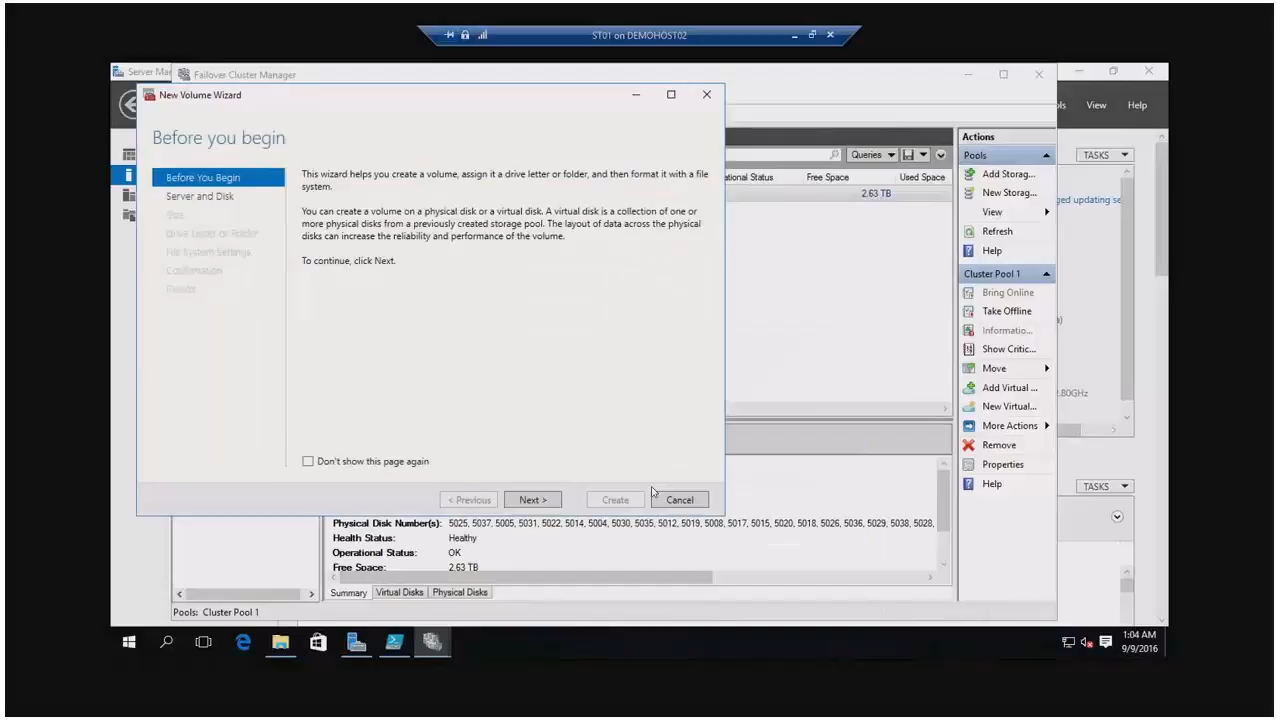 ST01 on DEMOHOST02
Server Ma
Failover Cluster Manager
New Volume Wizard
View
Help
Before you begin
Actions
Queries
Pools
TASKS
Before You Begin
Server and Disk
Size
Drive Letter or Folder
File System Settings
Confirmation
Results
This wizard helps you create a volume, assign it a drive letter or folder, and then format it with a file
system.
You can create a volume on a physical disk or a virtual disk. A virtual disk is a collection of one or
more physical disks from a previously created storage pool. The layout of data across the physical
disks can increase the reliability and performance of the volume.
To continue, click Next.
Don't show this page again
< Previous
Next >
Create
Cancel
ational Status
Free Space
Used Space
2.63 TB
Add Storag...
New Storag...
View
Refresh
Help
Cluster Pool 1
Bring Online
Take Offline
Informatio...
Show Critic...
Move
Add Virtual ...
New Virtual...
More Actions
Remove
Properties
Help
ged updating se
.80GHz
TASKS
Physical Disk Number(s): 5025, 5037, 5005, 5031, 5022, 5014, 5004, 5030, 5035, 5012, 5019, 5008, 5017, 5015, 5020, 5018, 5026, 5036, 5029, 5038, 5028,
Health Status: Healthy
Operational Status: OK
Free Space: 2.63 TB
Summary
Virtual Disks
Physical Disks
Pools: Cluster Pool 1
1:04 AM
9/9/2016